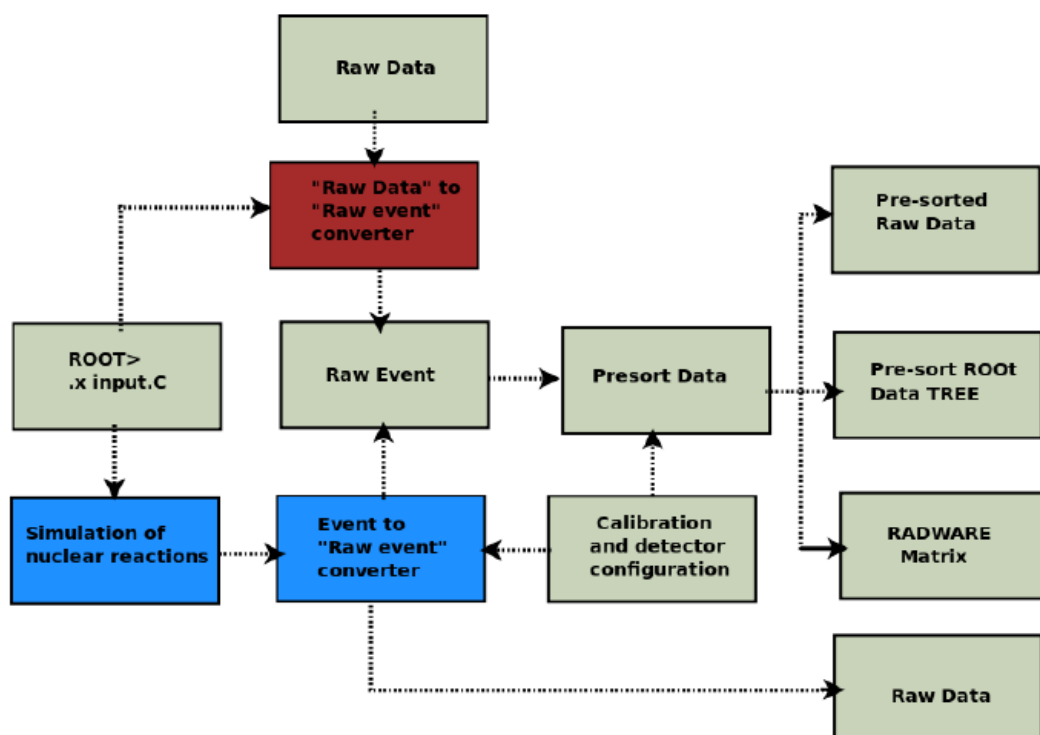 Raw Data
"Raw Data" to
"Raw event"
converter
Pre-sorted
Raw Data
ROOT>
.x input.C
Raw Event
Presort Data
Pre-sort ROOt
Data TREE
Simulation of
nuclear reactions
Event to
"Raw event"
converter
Calibration
and detector
configuration
RADWARE
Matrix
Raw Data